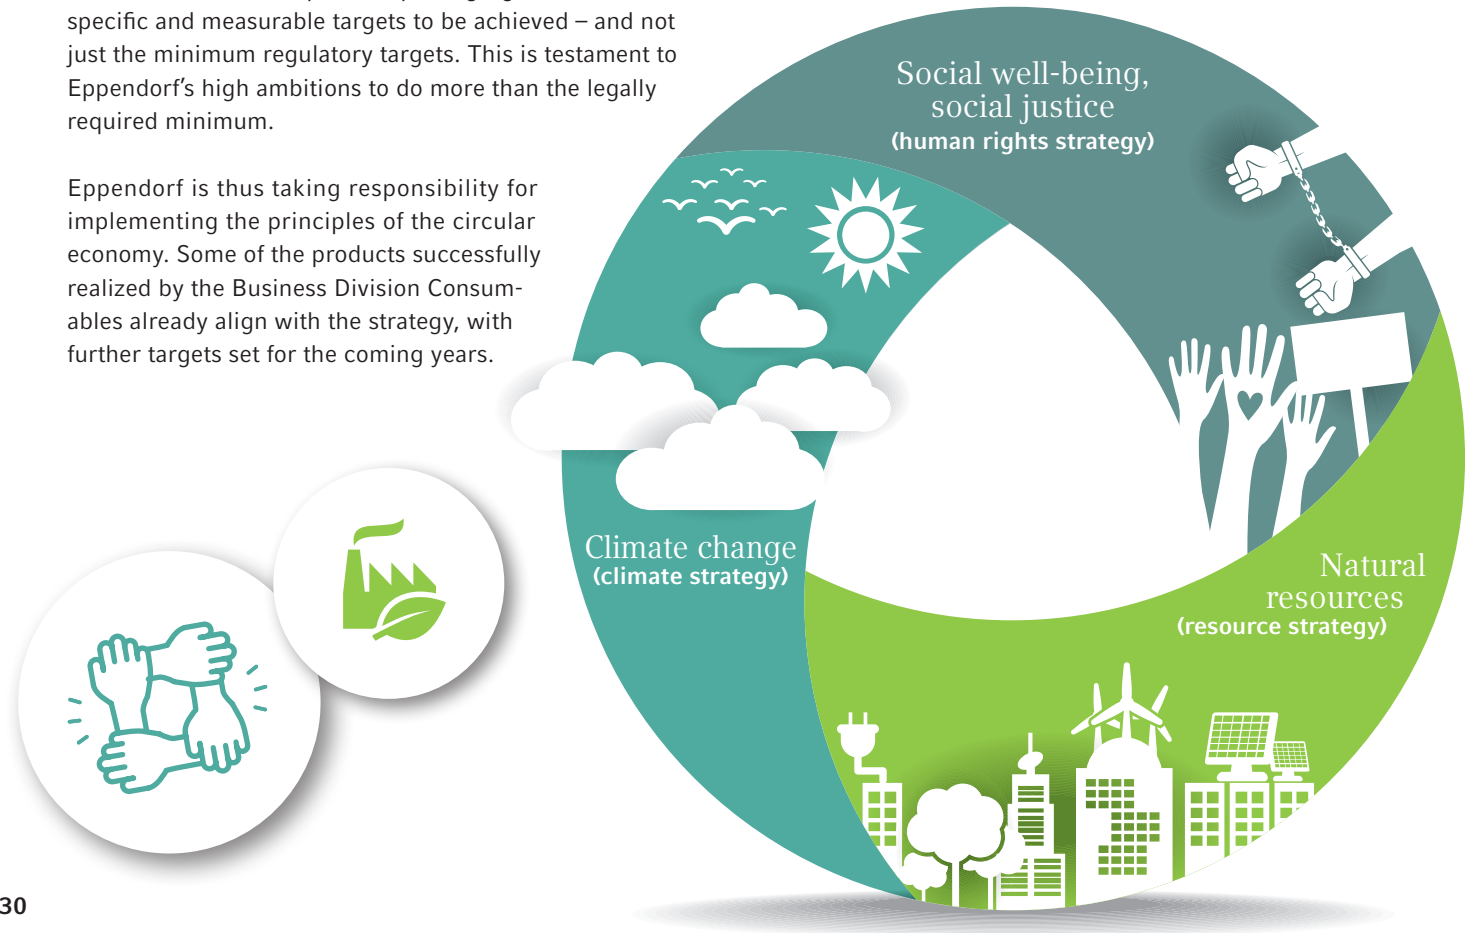 specific and measurable targets to be achieved – and not
just the minimum regulatory targets. This is testament to
Eppendorf’s high ambitions to do more than the legally
required minimum.
Eppendorf is thus taking responsibility for
implementing the principles of the circular
economy. Some of the products successfully
realized by the Business Division Consum-
ables already align with the strategy, with
further targets set for the coming years.
Social well-being,
social justice
(human rights strategy)
Climate change
(climate strategy)
Natural
resources
(resource strategy)
30